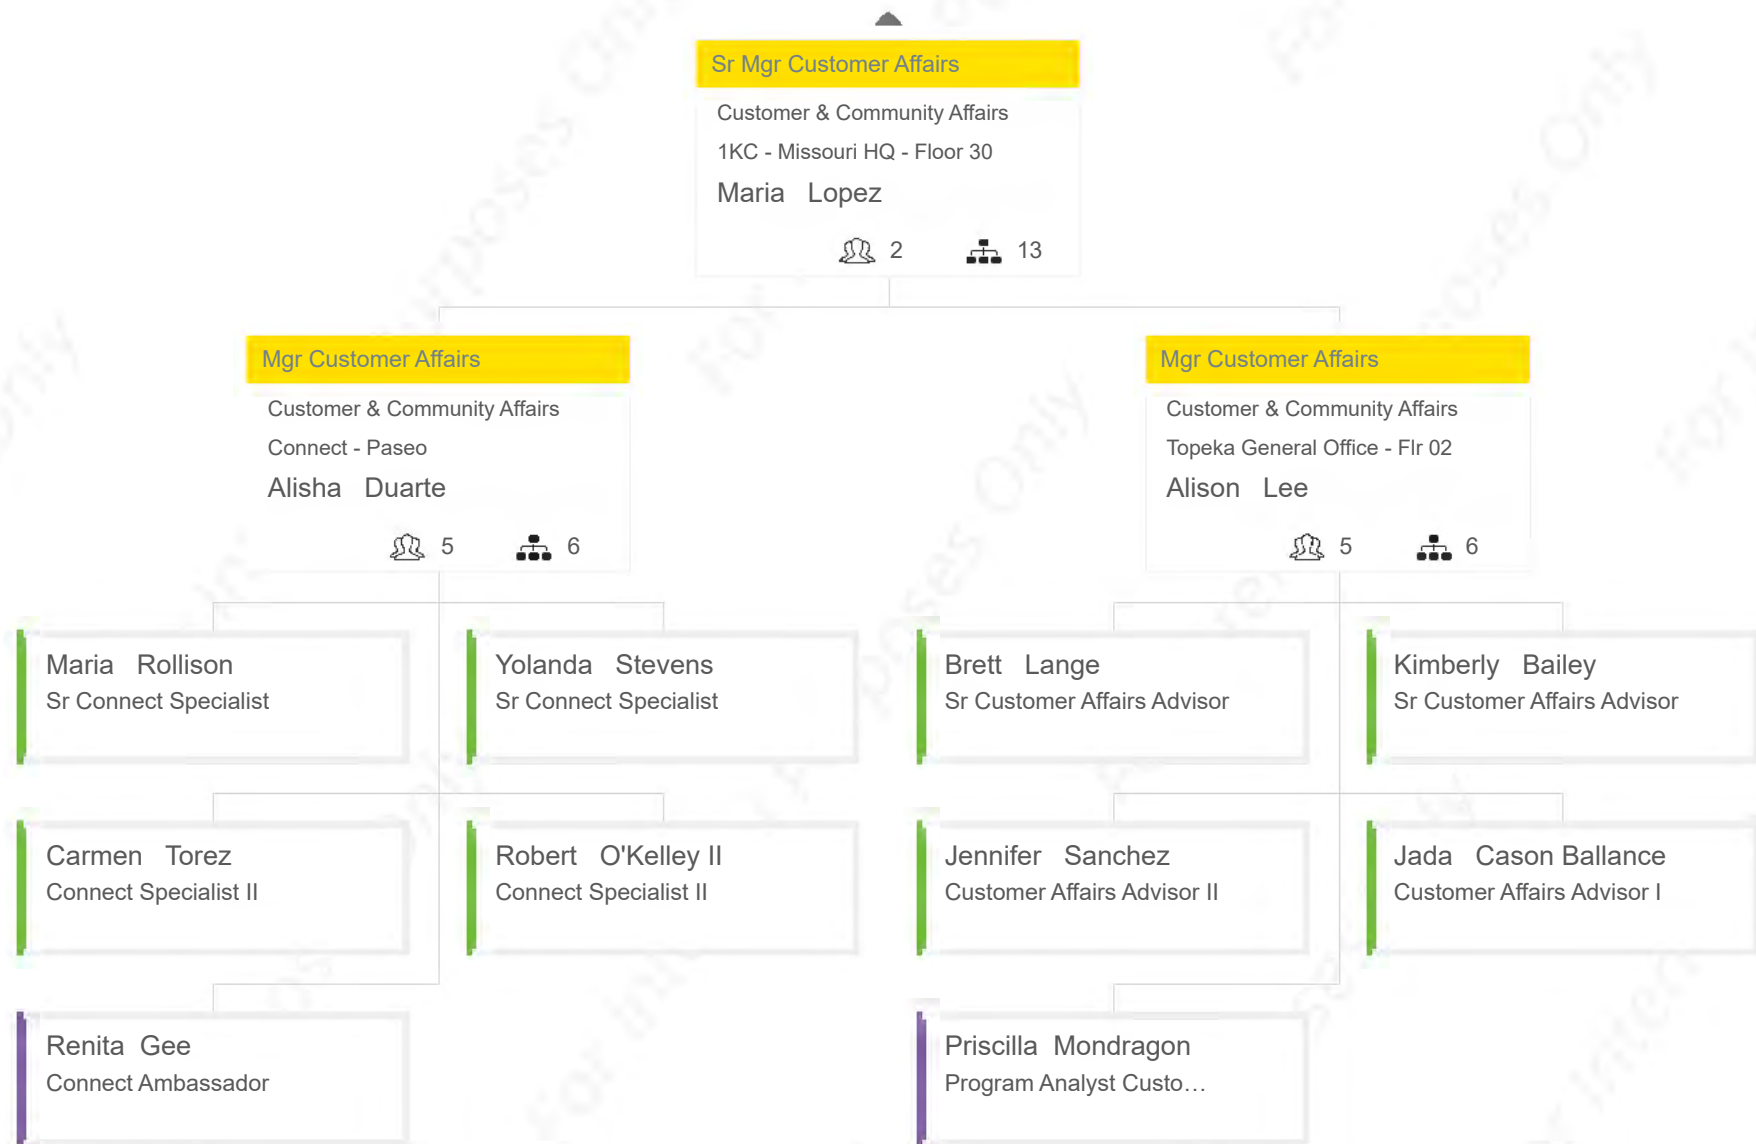 Sr Mgr Customer Affairs
Customer & Community Affairs
1KC - Missouri HQ - Floor 30
Maria Lopez
2 13
Mgr Customer Affairs
Customer & Community Affairs
Connect - Paseo
Alisha Duarte
5 6
Mgr Customer Affairs
Customer & Community Affairs
Topeka General Office - Flr 02
Alison Lee
5 6
Maria Rollison
Sr Connect Specialist
Yolanda Stevens
Sr Connect Specialist
Brett Lange
Sr Customer Affairs Advisor
Kimberly Bailey
Sr Customer Affairs Advisor
Carmen Torez
Connect Specialist II
Robert O'Kelley II
Connect Specialist II
Jennifer Sanchez
Customer Affairs Advisor II
Jada Cason Ballance
Customer Affairs Advisor I
Renita Gee
Connect Ambassador
Priscilla Mondragon
Program Analyst Custo…